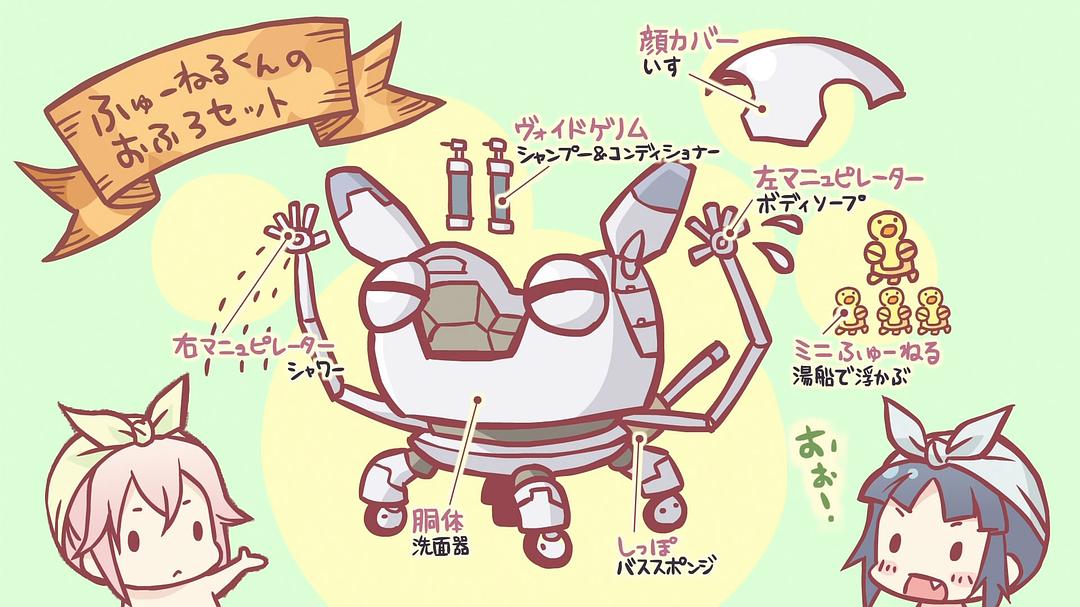 ふゅーねるくんの
おふろセット
顔カバー
いす
ヴォイドゲリム
シャンプー&コンディショナー
左マニュピレーター
ボディソープ
右マニュピレーター
シャワー
ミニふゅーねる
湯船で浮かぶ
おぉー!
胴体
洗面器
しっぽ
バススポンジ